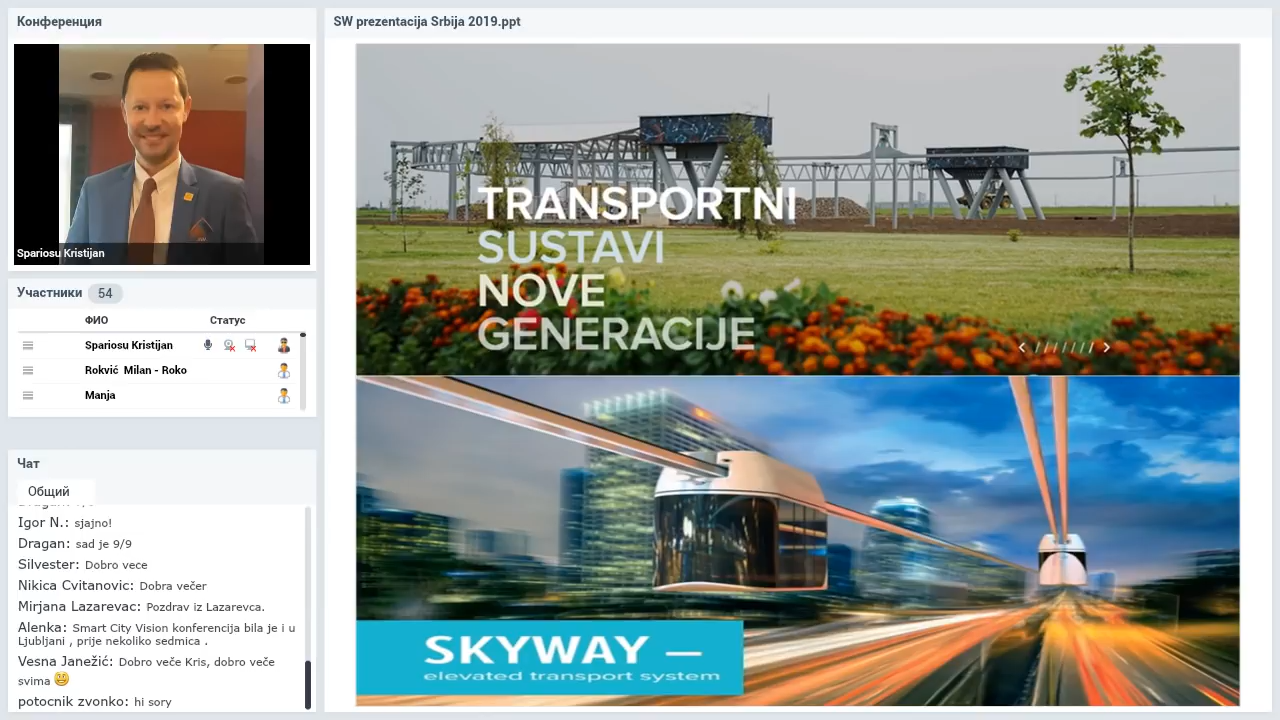 Конференция
Spariosu Kristijan
Участники 54
ФИО Статус
Spariosu Kristijan
Rokvić Milan - Roko
Manja
Чат
Общий
Igor N.: sjajno!
Dragan: sad je 9/9
Silvester: Dobro vece
Nikica Cvitanovic: Dobra večer
Mirjana Lazarevac: Pozdrav iz Lazarevca.
Alenka: Smart City Vision konferencija bila je i u
Ljubljani , prije nekoliko sedmica .
Vesna Janežić: Dobro veče Kris, dobro veče
svima
potocnik zvonko: hi sory
SW prezentacija Srbija 2019.ppt
TRANSPORTNI
SUSTAVI
NOVE
GENERACIJE
SKYWAY —
elevated transport system